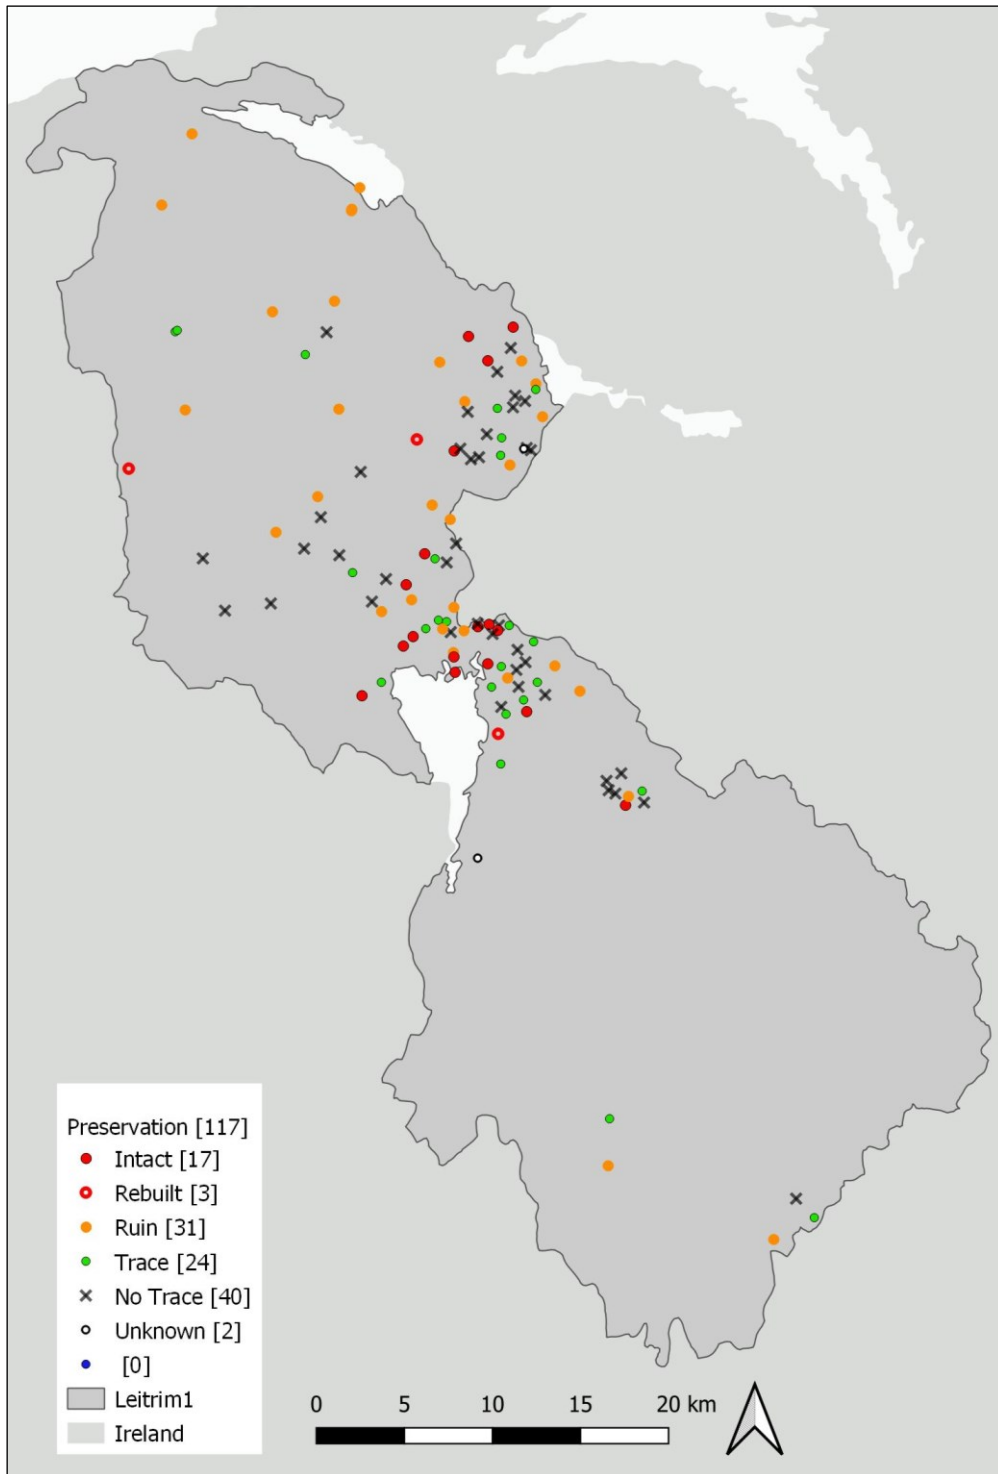 Preservation [117]
Intact [17]
Rebuilt [3]
Ruin [31]
Trace [24]
No Trace [40]
Unknown [2]
[0]
Leitrim1
Ireland
0 5 10 15 20 km